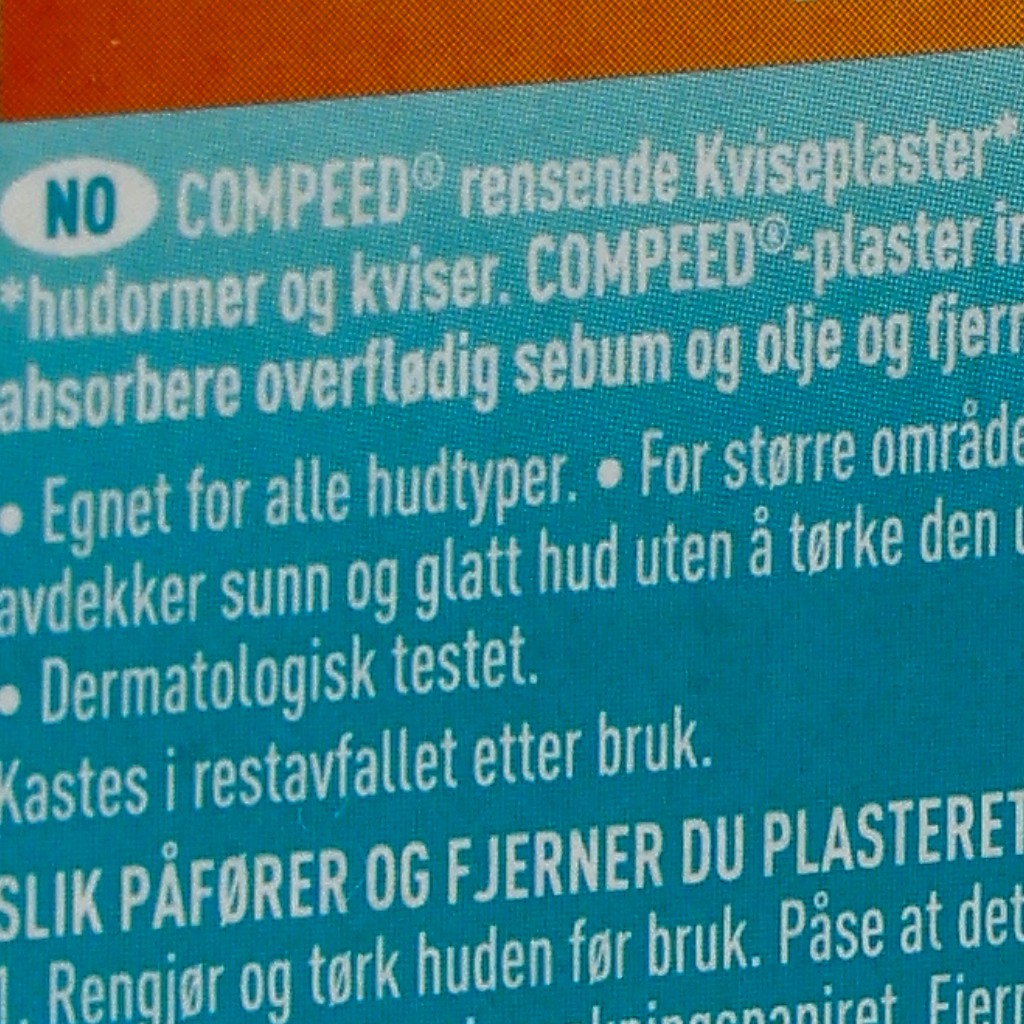 NO COMPEED® rensende Kviseplaster*
*hudormer og kviser. COMPEED®-plaster
absorbere overflødig sebum og olje og
• Egnet for alle hudtyper. • For større
avdekker sunn og glatt hud uten å tørke den
• Dermatologisk testet.
Kastes i restavfallet etter bruk.
SLIK PÅFØRER OG FJERNER DU PLASTERET
1. Rengjør og tørk huden før bruk. Påse at det